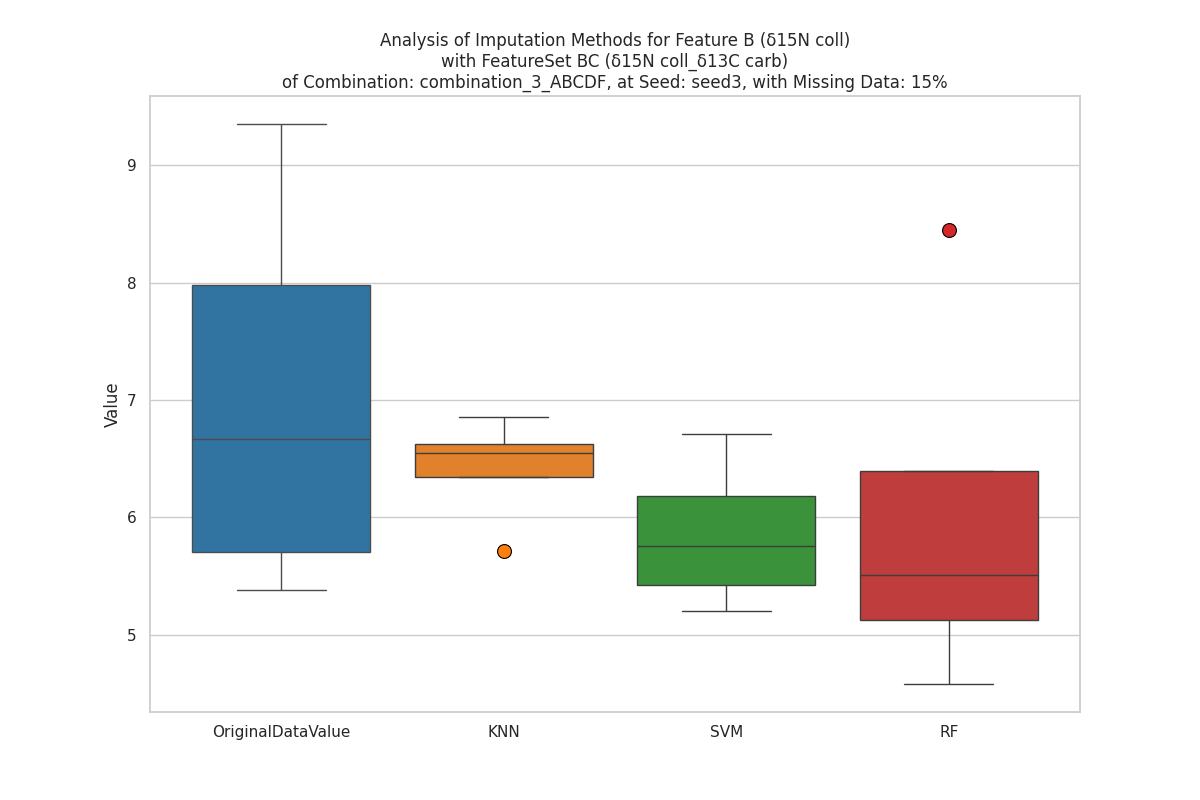 Analysis of Imputation Methods for Feature B (δ15N coll)
with FeatureSet BC (δ15N coll_δ13C carb)
of Combination: combination_3_ABCDF, at Seed: seed3, with Missing Data: 15%
9
8
7
6
5
Value
OriginalDataValue
KNN
SVM
RF